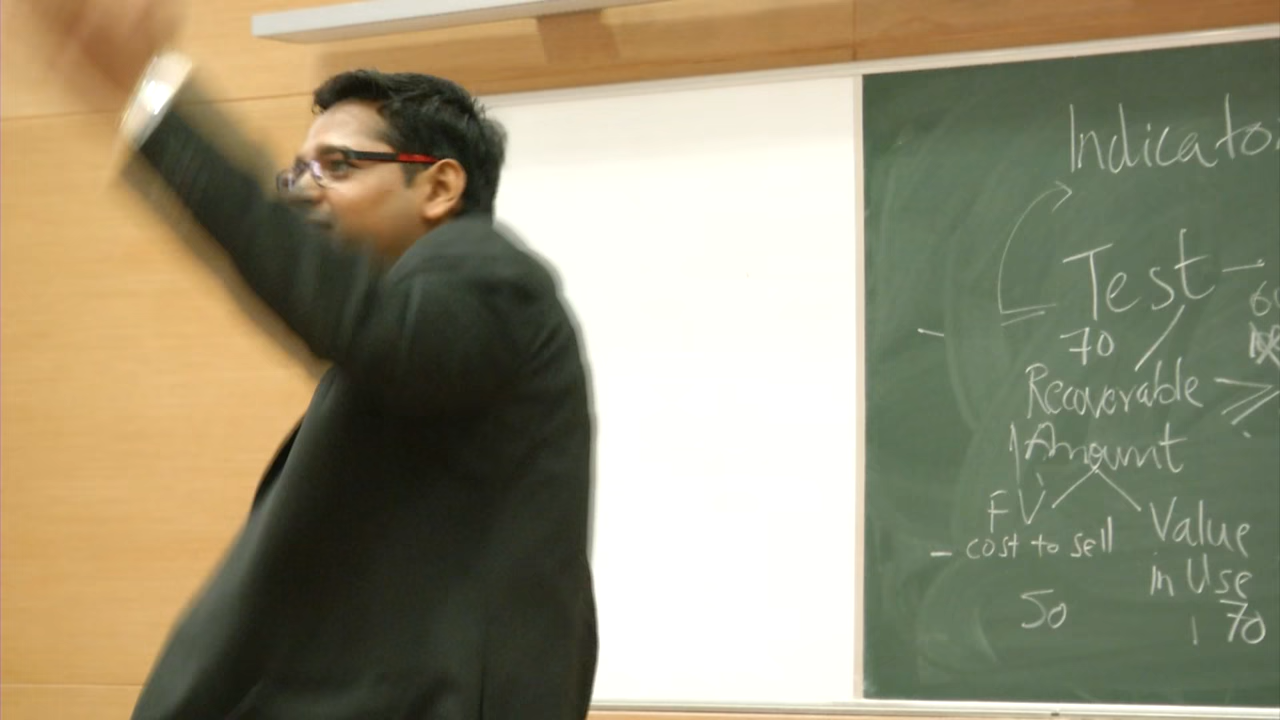 Indicato
Test –
70
Recoverable ≥
Amount
FV
- cost to sell
Value
in Use
50
70